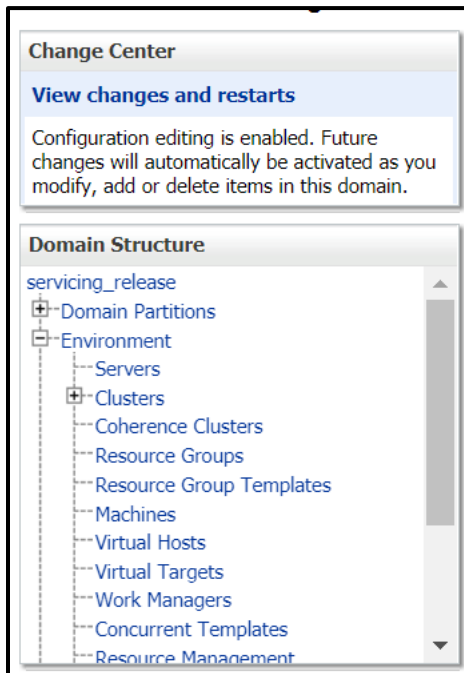 Change Center
View changes and restarts
Configuration editing is enabled. Future
changes will automatically be activated as you
modify, add or delete items in this domain.
Domain Structure
servicing_release
Domain Partitions
Environment
Servers
Clusters
Coherence Clusters
Resource Groups
Resource Group Templates
Machines
Virtual Hosts
Virtual Targets
Work Managers
Concurrent Templates
Resource Management